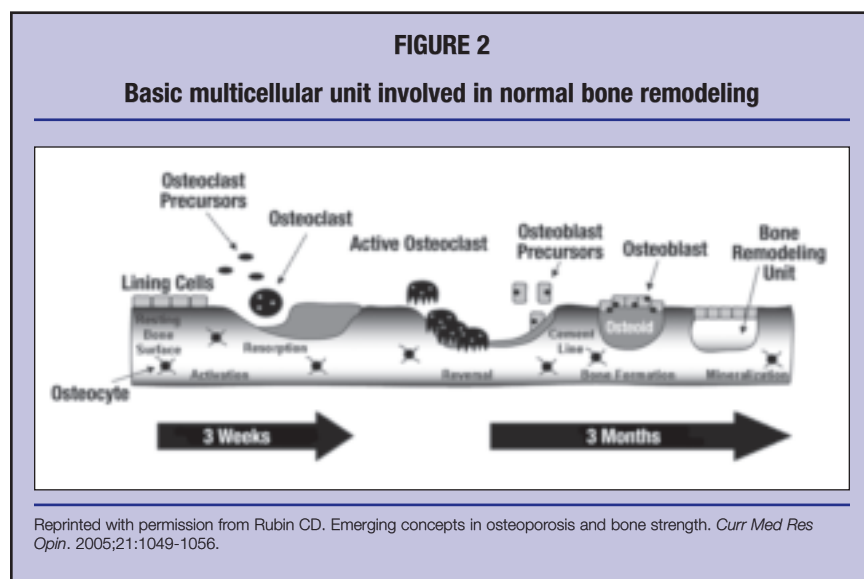 FIGURE 2
Basic multicellular unit involved in normal bone remodeling
Osteoclast
Precursors
Osteoclast
Active Osteoclast
Osteoblast
Precursors
Osteoblast
Bone
Remodeling
Unit
Lining Cells
Resting
Bone
Surface
Resorption
Cement
Line
Osteoid
Osteocyte
Activation
Reversal
Bone Formation
Mineralization
3 Weeks
3 Months
Reprinted with permission from Rubin CD. Emerging concepts in osteoporosis and bone strength. Curr Med Res
Opin. 2005;21:1049-1056.